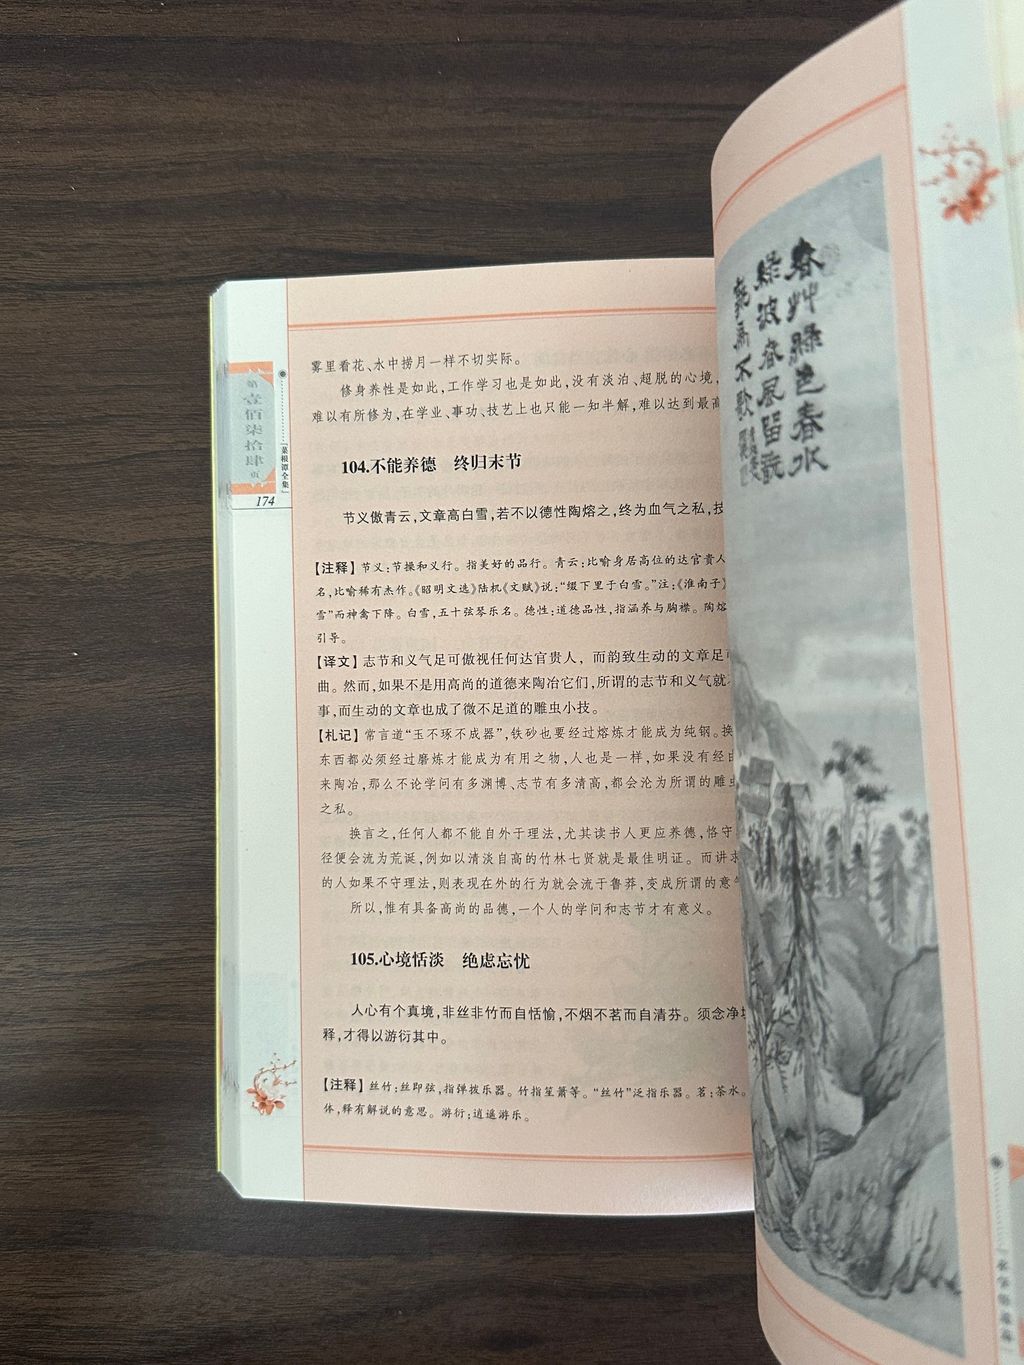 第壹百柒拾肆页
『菜根谭全集』
174
雾里看花、水中捞月一样不切实际。
修身养性是如此,工作学习也是如此,没有淡泊、超脱的心境,
难以有所修为,在学业、事功、技艺上也只能一知半解,难以达到最高
104.不能养德 终归末节
节义傲青云,文章高白雪,若不以德性陶熔之,终为血气之私,技
【注释】节义:节操和义行。指美好的品行。青云:比喻身居高位的达官贵人
名,比喻稀有杰作。《昭明文选》陆机《文赋》说:“缀下里于白雪。”注:《淮南子》
雪”而神禽下降。白雪,五十弦琴乐名。德性:道德品性,指涵养与胸襟。陶熔
引导。
【译文】志节和义气足可傲视任何达官贵人, 而韵致生动的文章足可
曲。然而,如果不是用高尚的道德来陶冶它们,所谓的志节和义气就
事,而生动的文章也成了微不足道的雕虫小技。
【札记】常言道“玉不琢不成器”,铁砂也要经过熔炼才能成为纯钢。换
东西都必须经过磨炼才能成为有用之物,人也是一样,如果没有经由
来陶冶,那么不论学问有多渊博、志节有多清高,都会沦为所谓的雕虫
之私。
换言之,任何人都不能自外于理法,尤其读书人更应养德,恪守
径便会流为荒诞,例如以清淡自高的竹林七贤就是最佳明证。而讲求
的人如果不守理法,则表现在外的行为就会流于鲁莽,变成所谓的意气
所以,惟有具备高尚的品德,一个人的学问和志节才有意义。
105.心境恬淡 绝虑忘忧
人心有个真境,非丝非竹而自恬愉,不烟不茗而自清芬。须念净境
释,才得以游衍其中。
【注释】丝竹:丝即弦,指弹拨乐器。竹指笙箫等。“丝竹”泛指乐器。茗:茶水。
体,释有解说的意思。游衍:逍遥游乐。
春艸綠色春水
綠波春風留翫
不歌